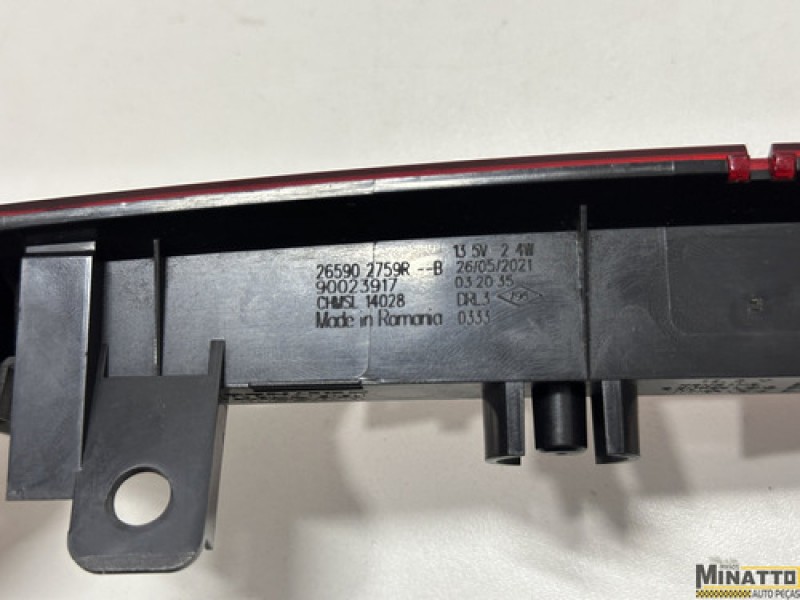 26590 2759R --B
90023917
CHMSL 14028
Made in Romania
13.5V 2.4W
26/05/2021
03:20:35
DRL3
0333
MINATTO
AUTO PEÇAS